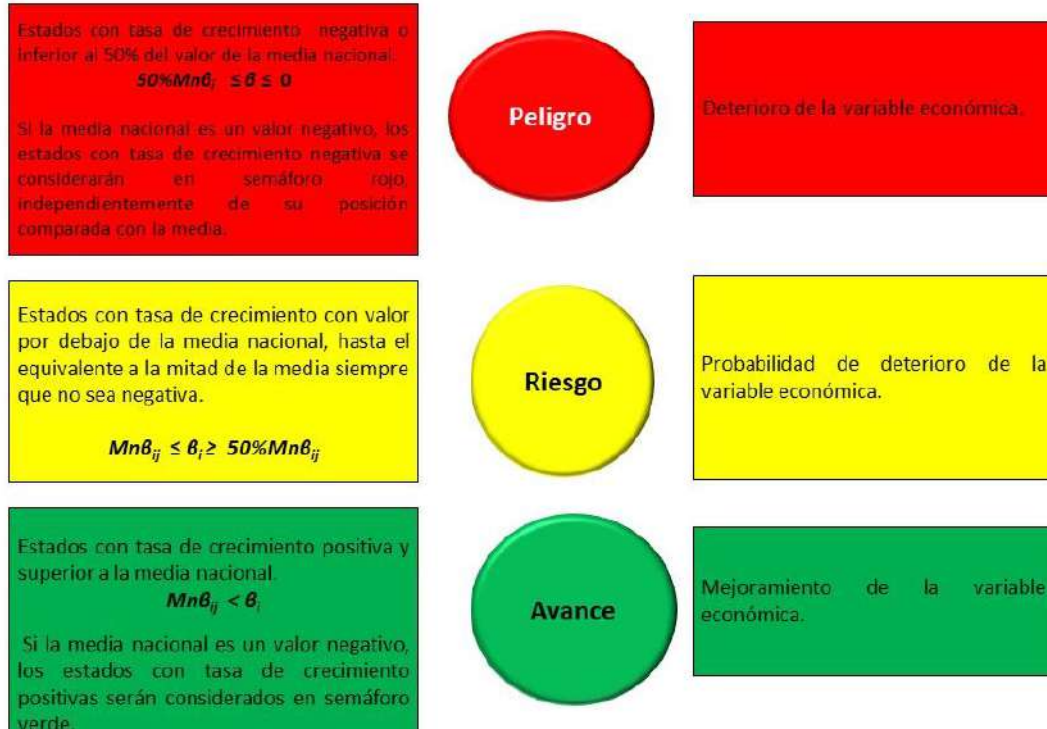 Estados con tasa de crecimiento negativa o
inferior al 50% del valor de la media nacional.
50%Mnβi ≤ β ≤ 0
Si la media nacional es un valor negativo, los
estados con tasa de crecimiento negativa se
considerarán en semáforo rojo,
independientemente de su posición
comparada con la media.
Peligro
Deterioro de la variable económica.
Estados con tasa de crecimiento con valor
por debajo de la media nacional, hasta el
equivalente a la mitad de la media siempre
que no sea negativa.
Mnβij ≤ βi ≥ 50%Mnβij
Riesgo
Probabilidad de deterioro de la
variable económica.
Estados con tasa de crecimiento positiva y
superior a la media nacional.
Mnβij < βi
Si la media nacional es un valor negativo,
los estados con tasa de crecimiento
positivas serán considerados en semáforo
verde.
Avance
Mejoramiento de la variable
económica.